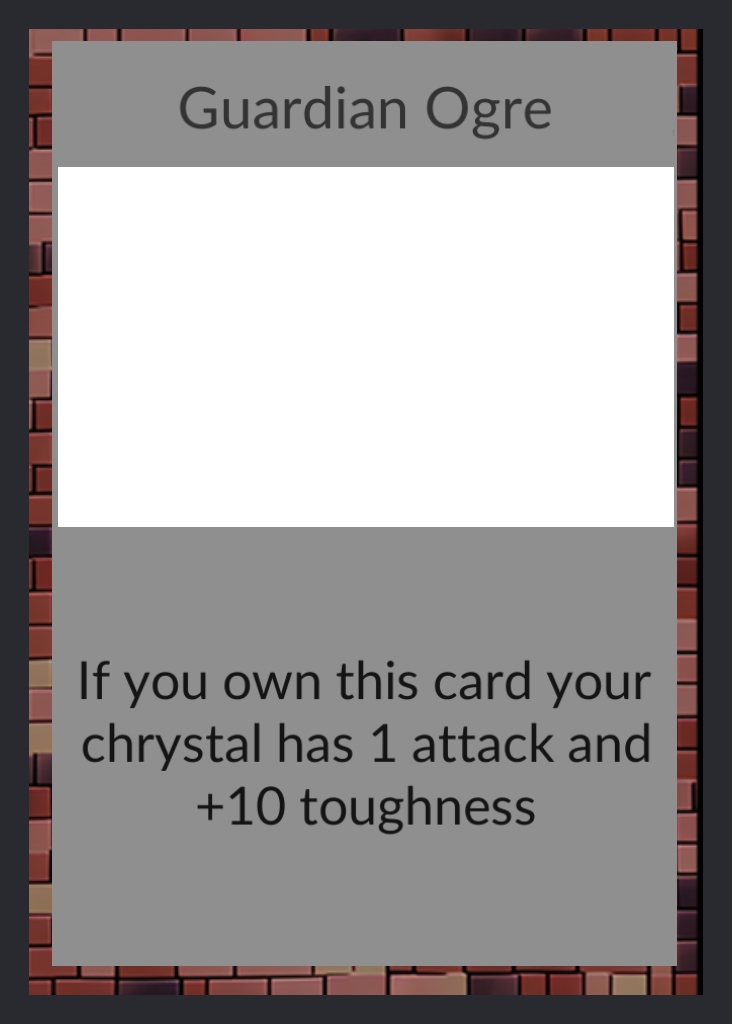 Guardian Ogre
If you own this card your
chrystal has 1 attack and
+10 toughness